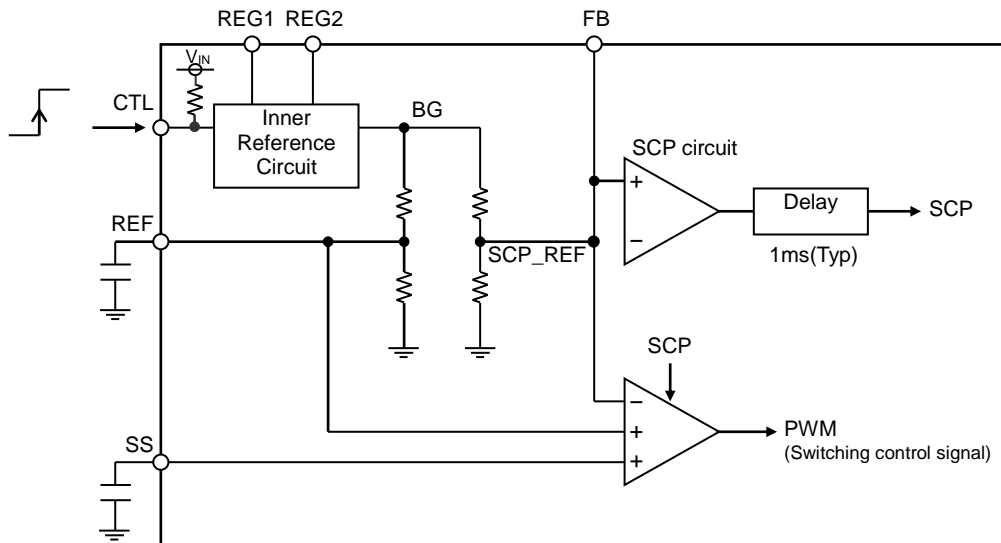 REG1 REG2 FB
VIN
CTL
Inner
Reference
Circuit
BG
SCP circuit
+
−
Delay
SCP
1ms(Typ)
REF
SCP_REF
SCP
−
+
+
PWM
(Switching control signal)
SS